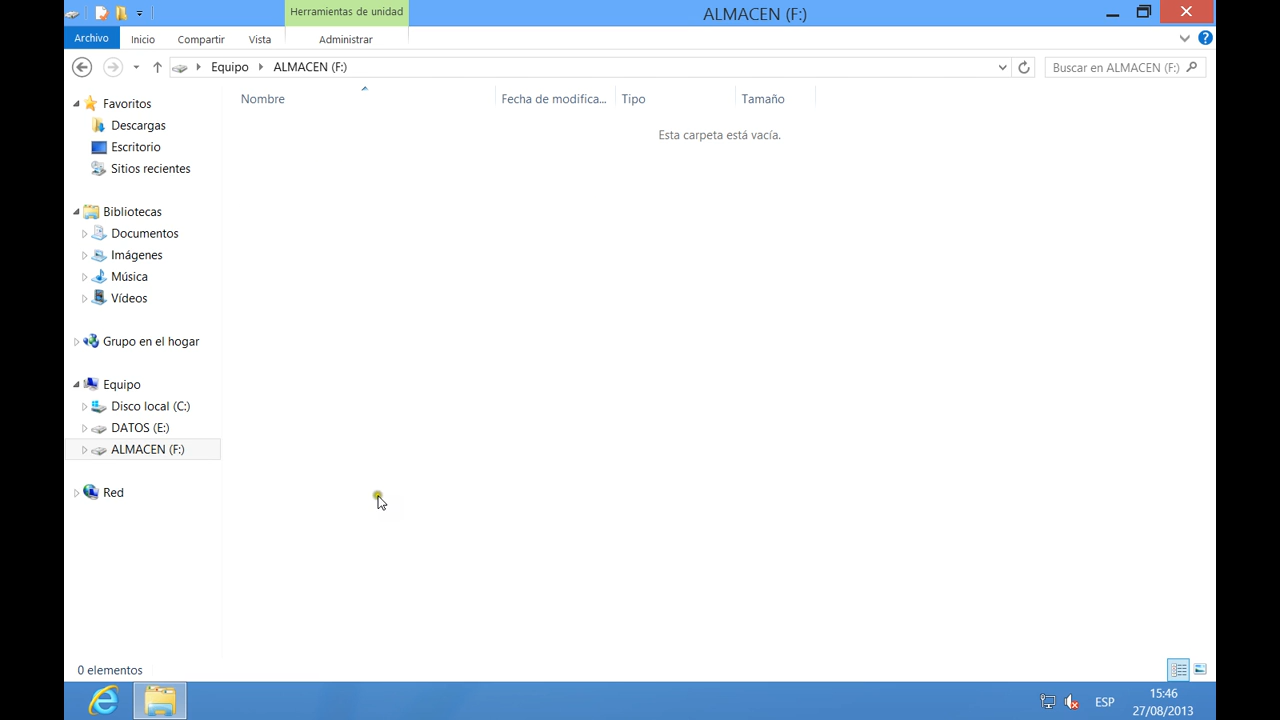 Herramientas de unidad
ALMACEN (F:)
Archivo
Inicio
Compartir
Vista
Administrar
Equipo
ALMACEN (F:)
Buscar en ALMACEN (F:)
Nombre
Fecha de modifica...
Tipo
Tamaño
Esta carpeta está vacía.
Favoritos
Descargas
Escritorio
Sitios recientes
Bibliotecas
Documentos
Imágenes
Música
Vídeos
Grupo en el hogar
Equipo
Disco local (C:)
DATOS (E:)
ALMACEN (F:)
Red
0 elementos
ESP
15:46
27/08/2013